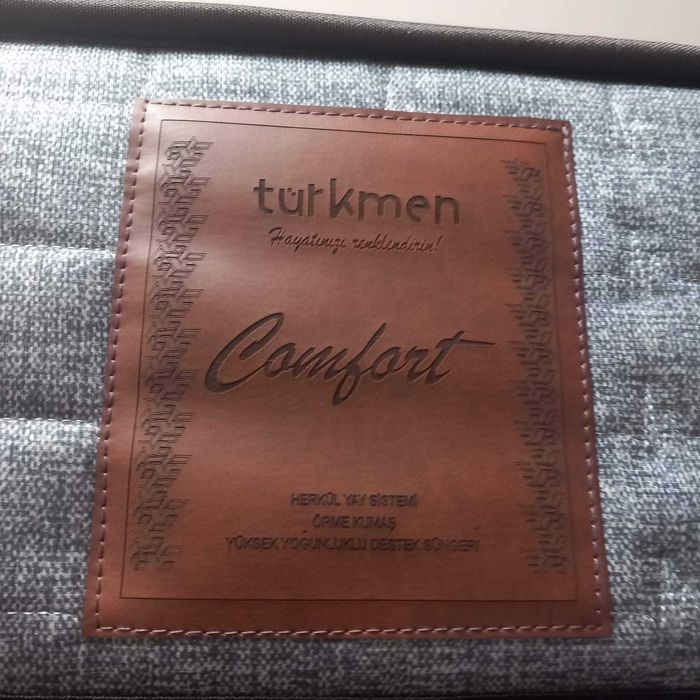 türkmen
Hayatınızı renklendirin!
Comfort
HERKÜL YAY SİSTEMİ
ÖRME KUMAŞ
YÜKSEK YOĞUNLUKLU DESTEK SÜNGERİ